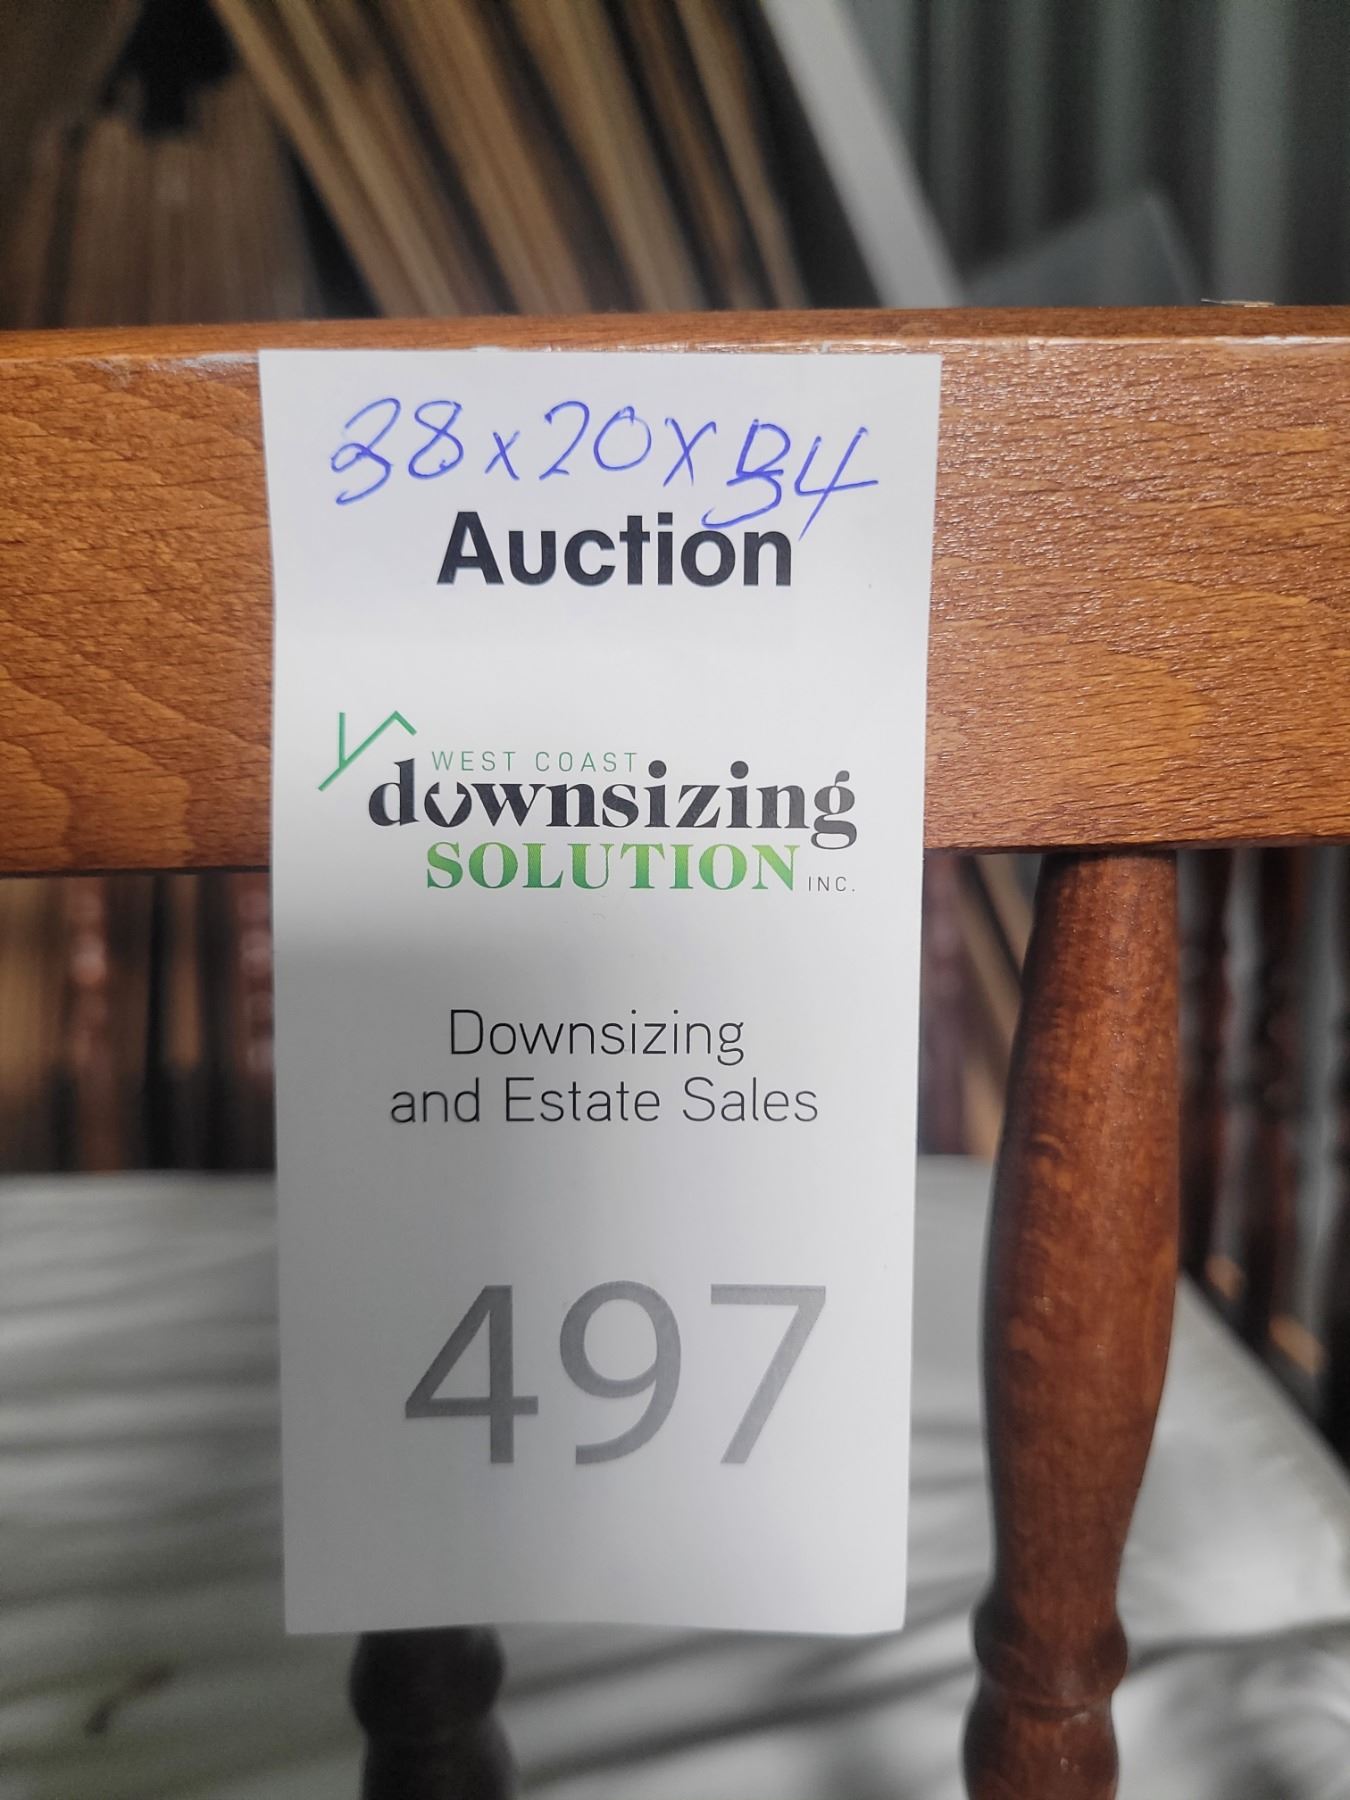 38x20x34
Auction
WEST COAST
downsizing
SOLUTION INC.
Downsizing
and Estate Sales
497